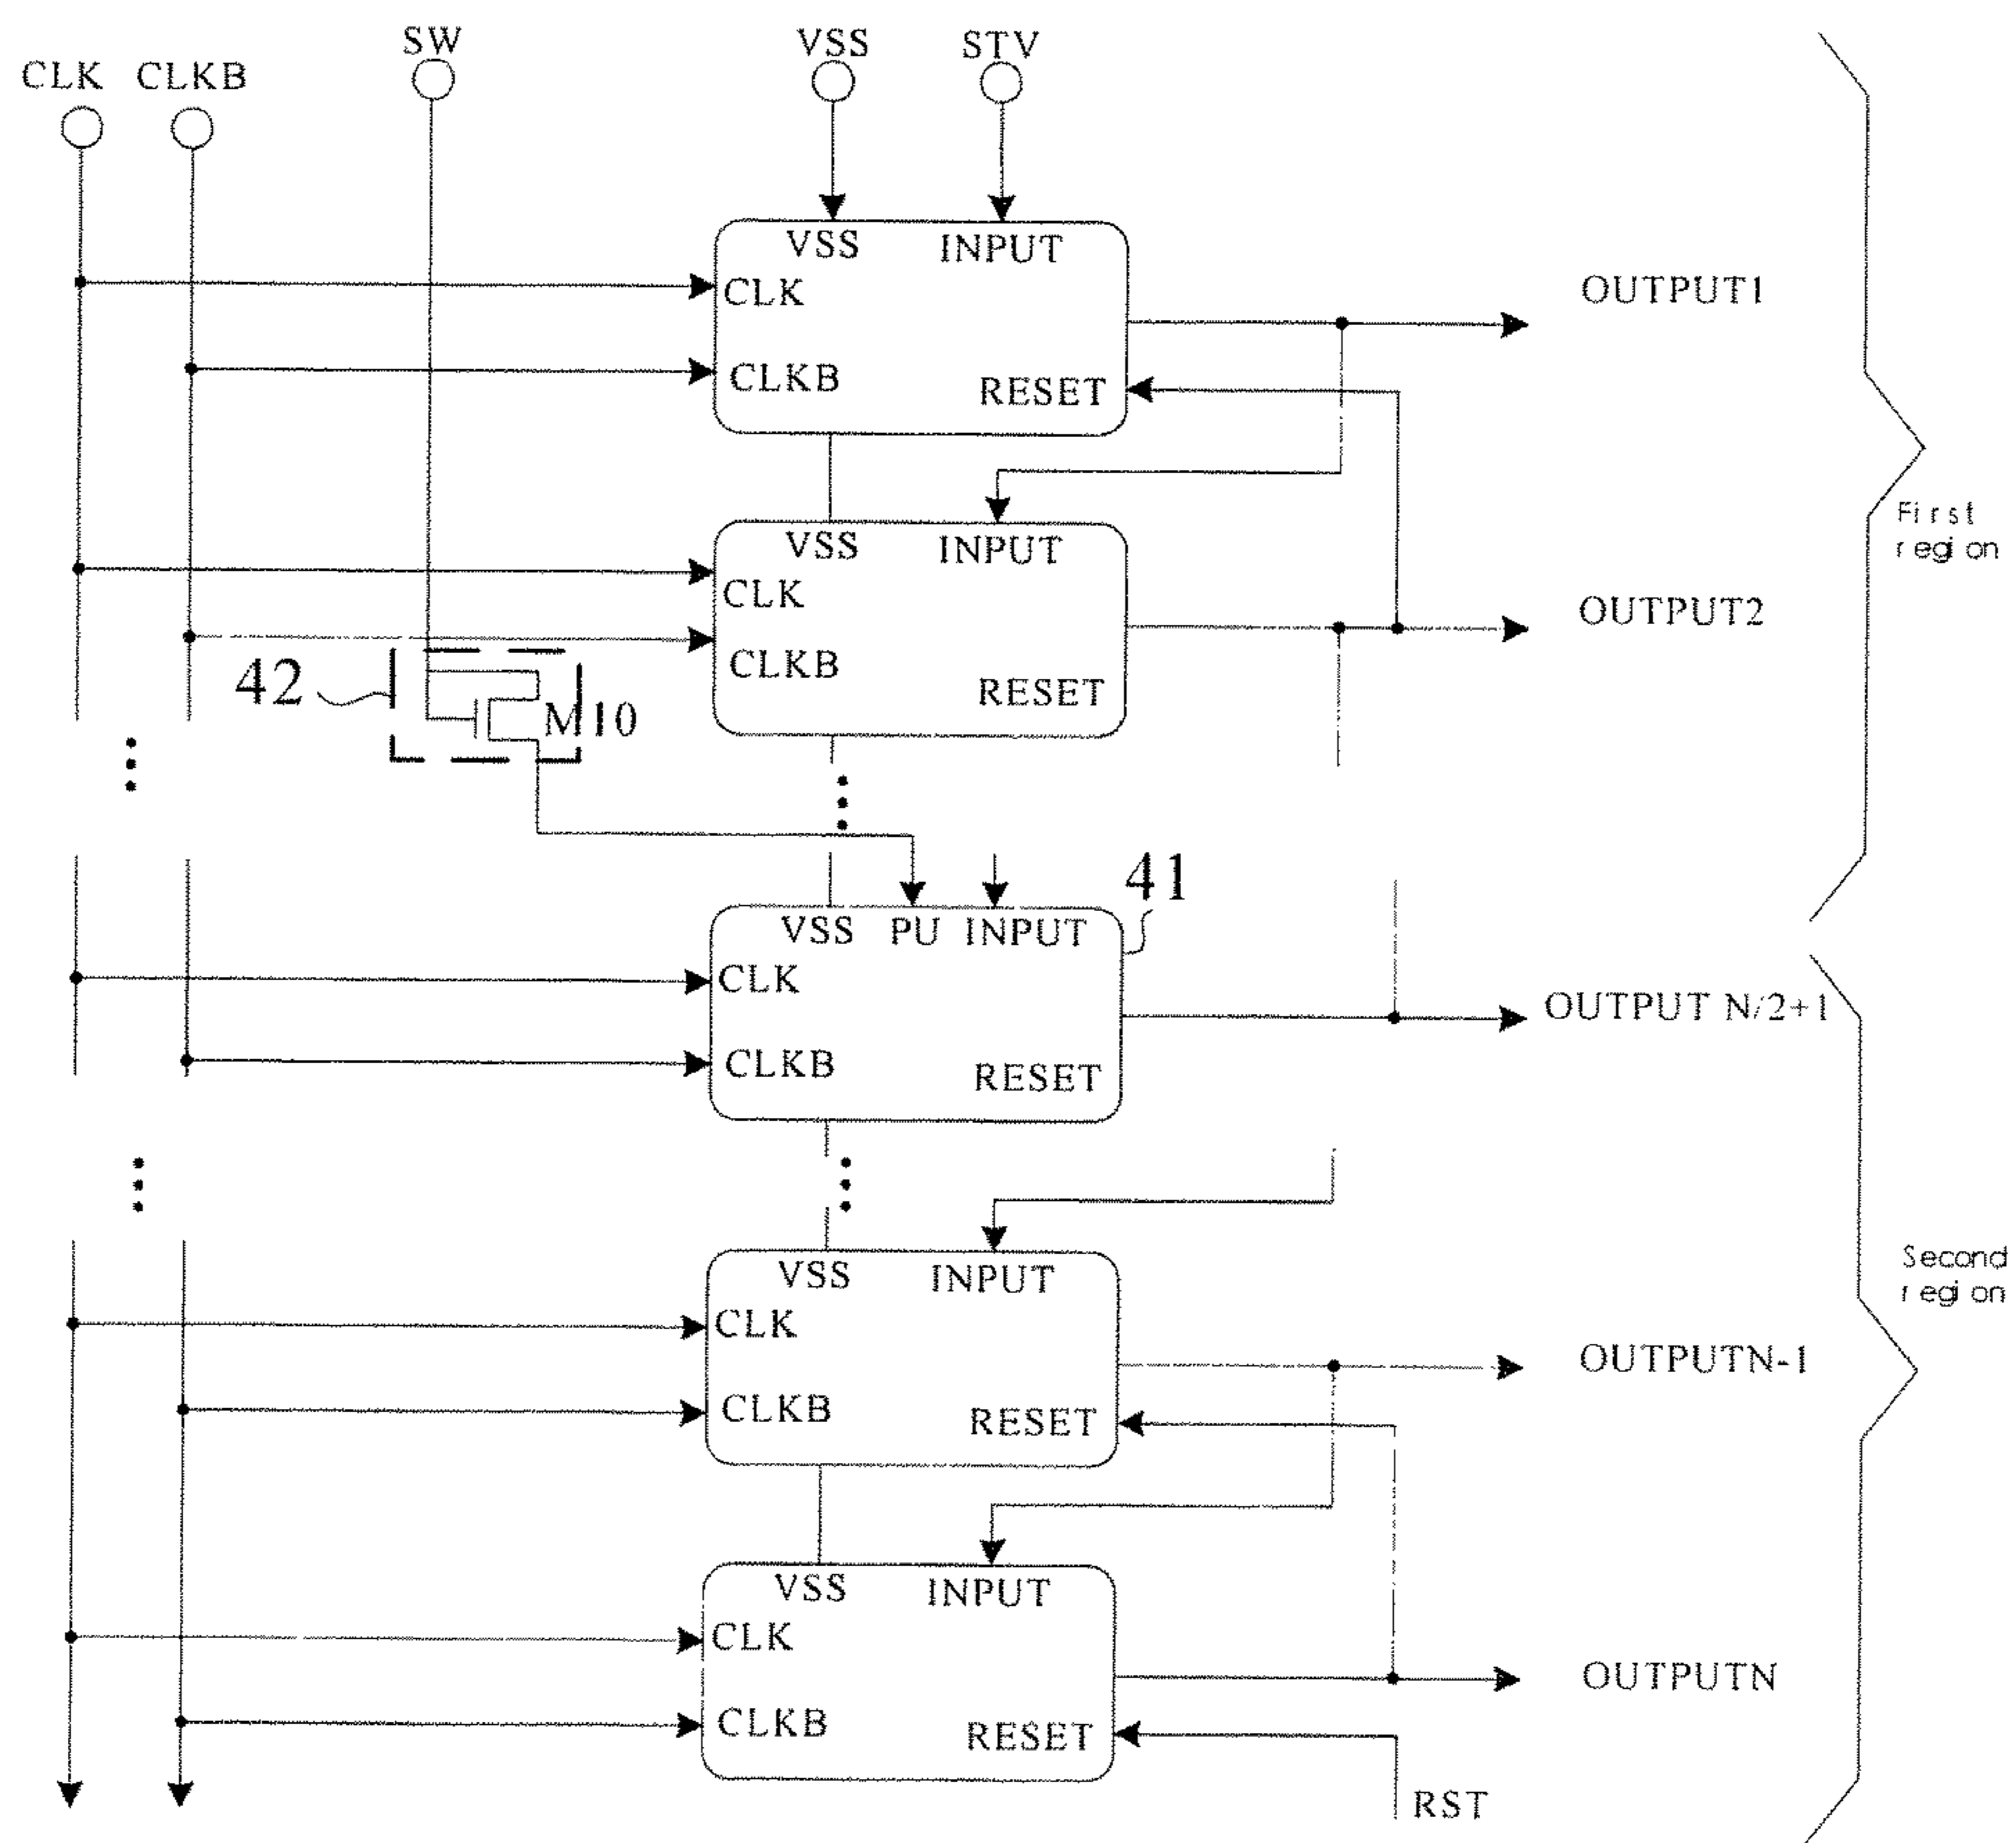 SW
VSS
STV
CLK
CLKB
VSS
INPUT
CLK
OUTPUT1
CLKB
RESET
First
region
VSS
INPUT
CLK
OUTPUT2
CLKB
RESET
42
M10
41
VSS
PU
INPUT
CLK
OUTPUT N/2+1
CLKB
RESET
Second
region
VSS
INPUT
CLK
OUTPUTN-1
CLKB
RESET
VSS
INPUT
CLK
OUTPUTN
CLKB
RESET
RST